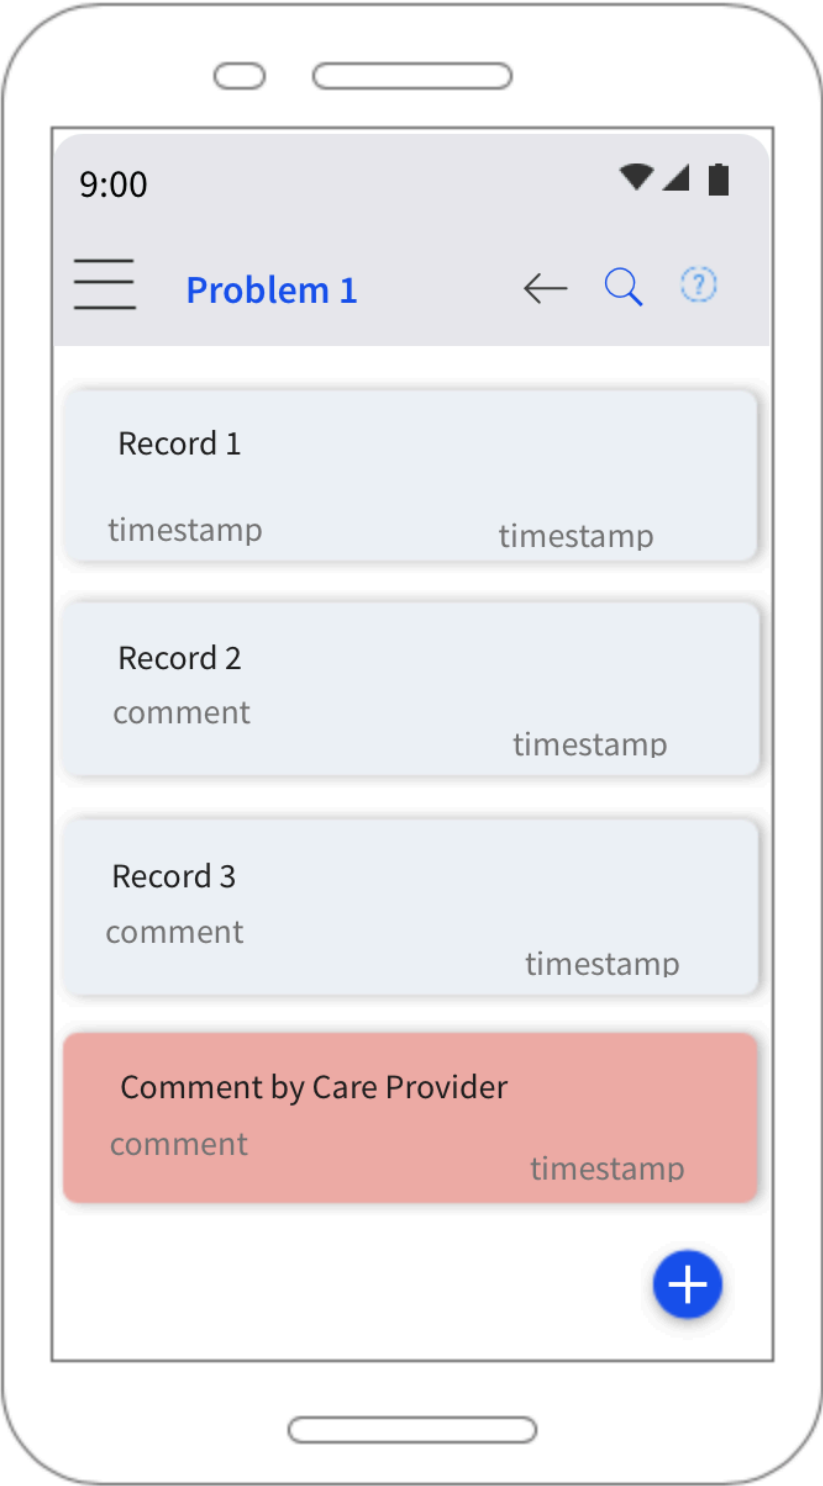 9:00
Problem 1
?
Record 1
timestamp
timestamp
Record 2
comment
timestamp
Record 3
comment
timestamp
Comment by Care Provider
comment
timestamp